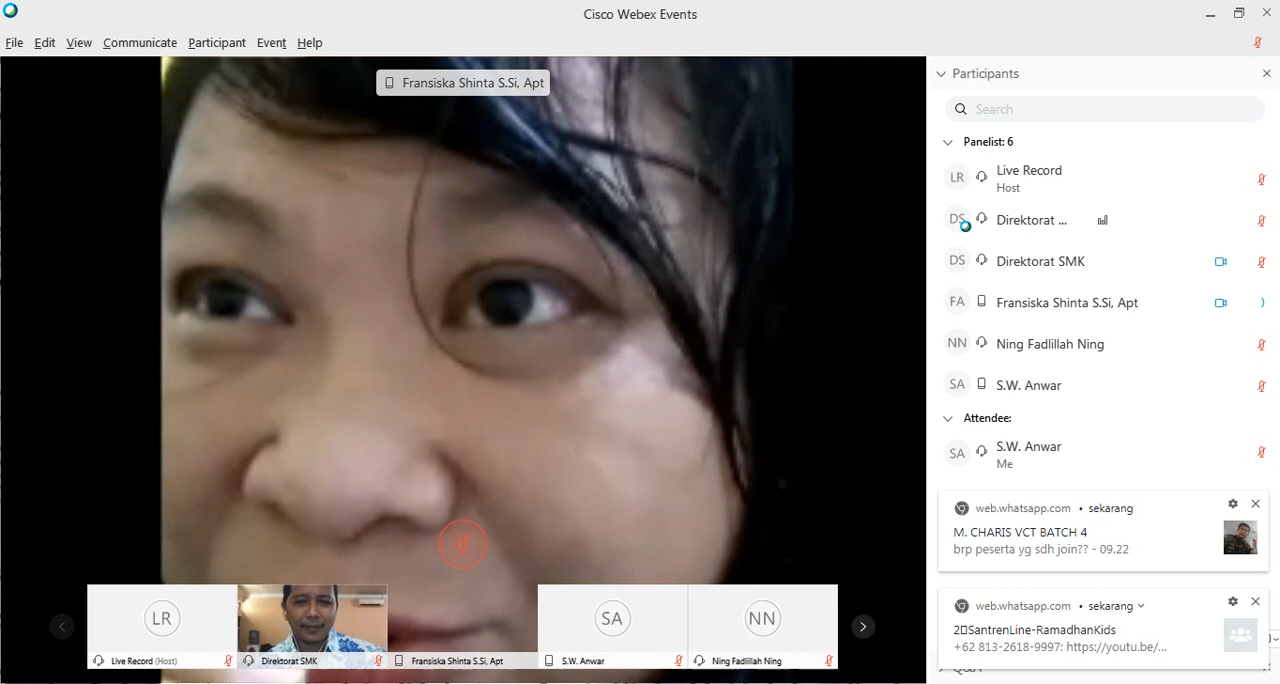 Cisco Webex Events
File Edit View Communicate Participant Event Help
Fransiska Shinta S.Si, Apt
Participants
Search
Panelist: 6
LR Live Record
Host
DS Direktorat ...
DS Direktorat SMK
FA Fransiska Shinta S.Si, Apt
NN Ning Fadlillah Ning
SA S.W. Anwar
Attendee:
SA S.W. Anwar
Me
web.whatsapp.com • sekarang
M. CHARIS VCT BATCH 4
brp peserta yg sdh join?? - 09.22
web.whatsapp.com • sekarang
SantrenLine-RamadhanKids
+62 813-2618-9997: https://youtu.be/...
LR SA NN
Live Record (Host) Direktorat SMK Fransiska Shinta S.Si, Apt S.W. Anwar Ning Fadlillah Ning